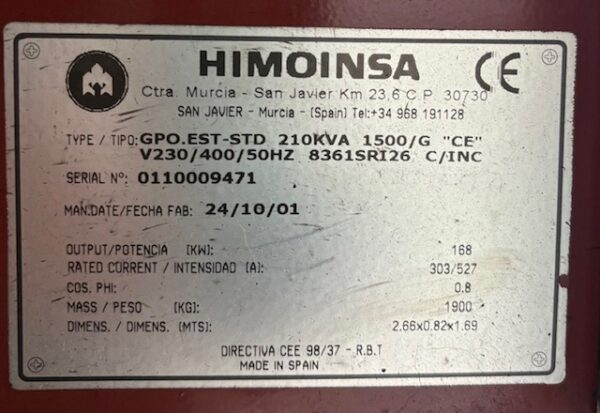 HIMOINSA CE
Ctra. Murcia - San Javier Km 23,6 C.P. 30730
SAN JAVIER - Murcia - (Spain) Tel:+34 968 191128
TYPE / TIPO: GPO.EST-STD 210KVA 1500/G "CE"
V230/400/50HZ 8361SRI26 C/INC
SERIAL Nº: 0110009471
MAN.DATE/FECHA FAB: 24/10/01
OUTPUT/POTENCIA [KW]: 168
RATED CURRENT / INTENSIDAD [A]: 303/527
COS. PHI: 0.8
MASS / PESO [KG]: 1900
DIMENS. / DIMENS. [MTS]: 2.66x0.82x1.69
DIRECTIVA CEE 98/37 - R.B.T
MADE IN SPAIN